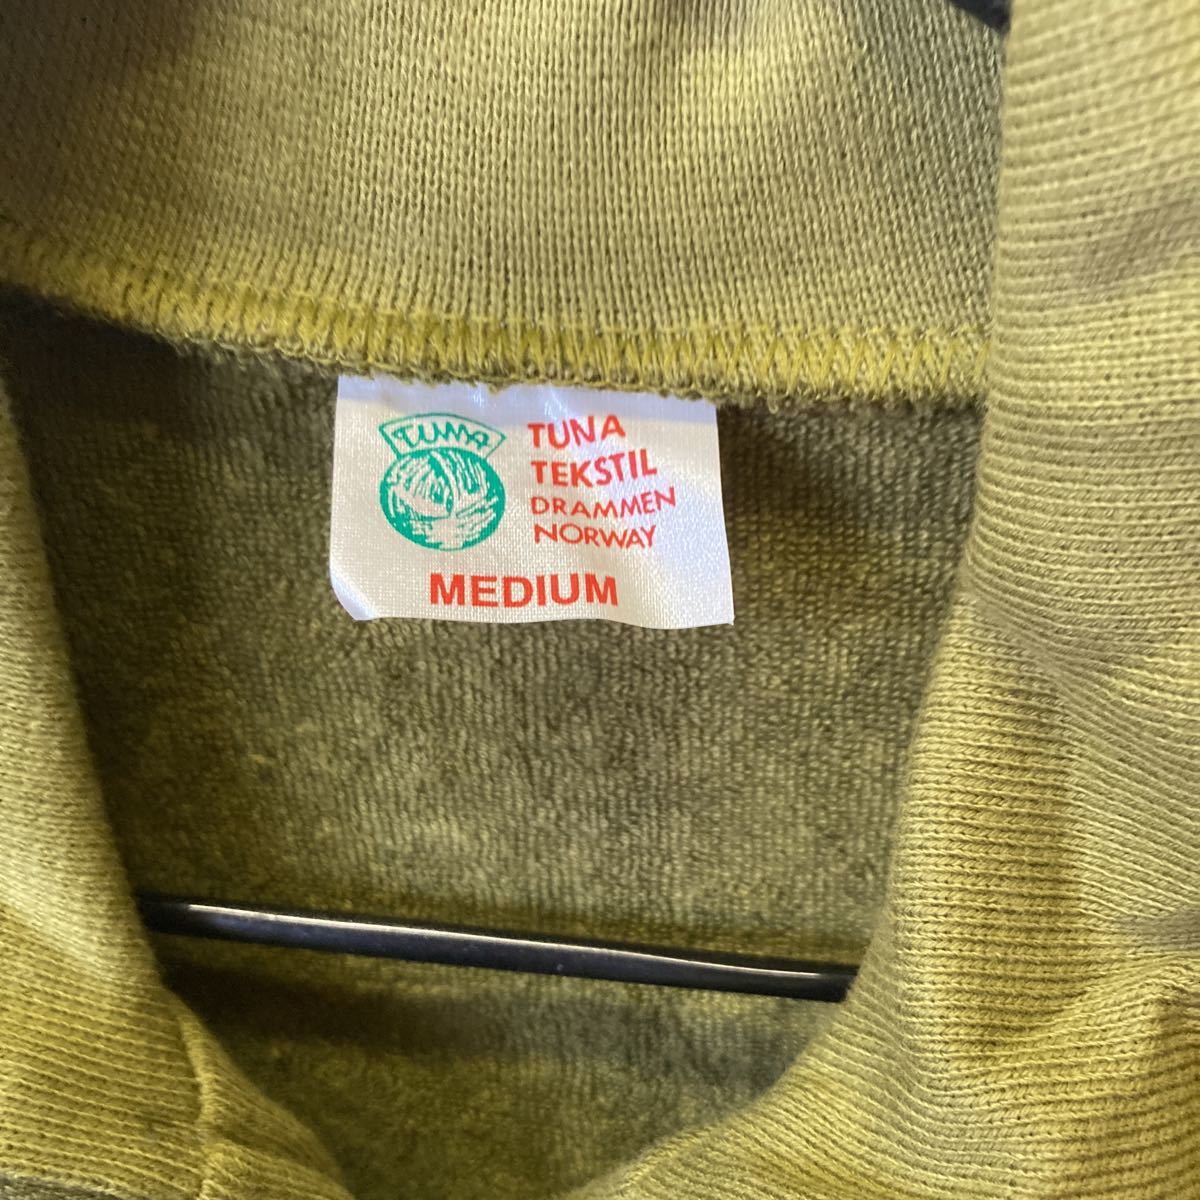 TUNA
TUNA
TEKSTIL
DRAMMEN
NORWAY
MEDIUM